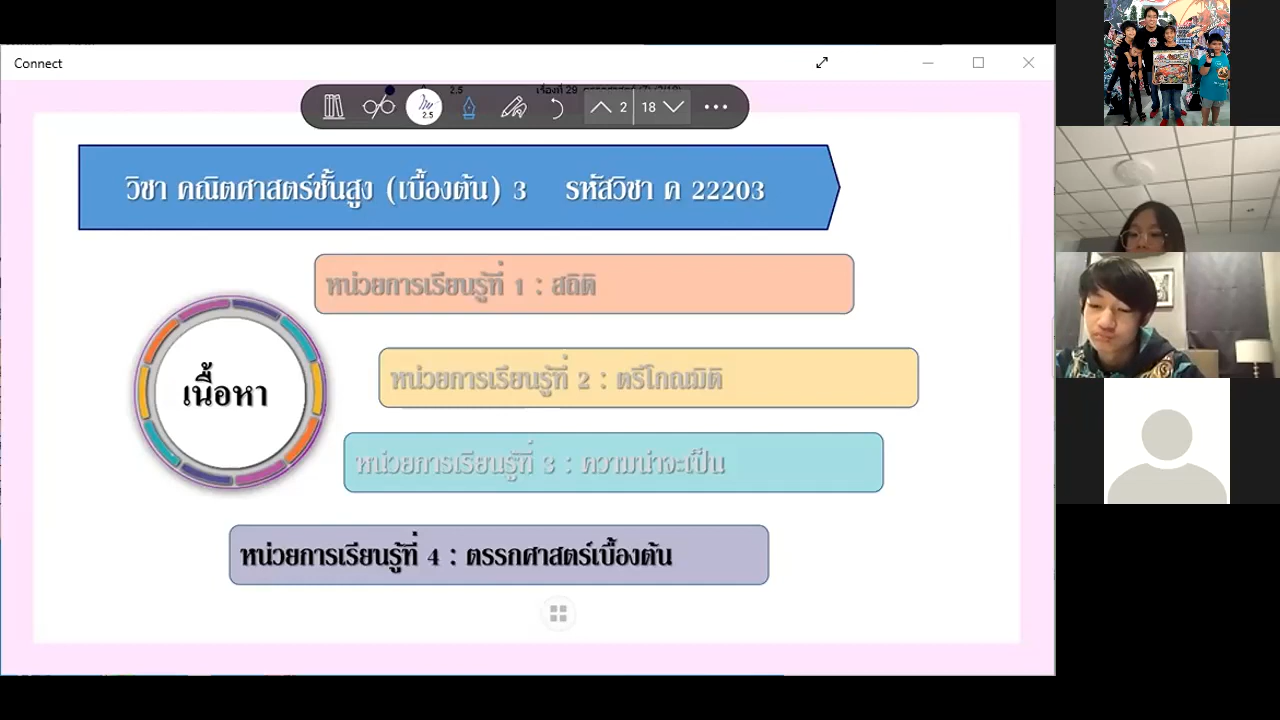 Connect
2.5
2.5
2
18
วิชา คณิตศาสตร์ชั้นสูง (เบื้องต้น) 3 รหัสวิชา ค 22203
หน่วยการเรียนรู้ที่ 1 : สถิติ
เนื้อหา
หน่วยการเรียนรู้ที่ 2 : ตรีโกณมิติ
หน่วยการเรียนรู้ที่ 3 : ความน่าจะเป็น
หน่วยการเรียนรู้ที่ 4 : ตรรกศาสตร์เบื้องต้น